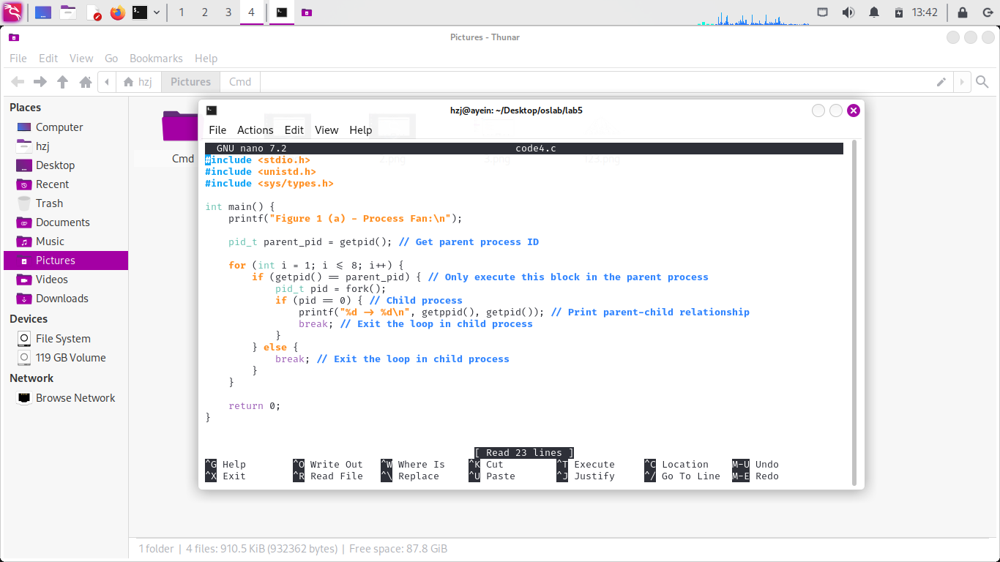 1 2 3 4 13:42
Pictures - Thunar
File Edit View Go Bookmarks Help
hzj Pictures Cmd
Places
Computer
hzj
Desktop
Recent
Trash
Documents
Music
Pictures
Videos
Downloads
Devices
File System
119 GB Volume
Network
Browse Network
Cmd 2.png 3.png 123.png
hzj@ayein: ~/Desktop/oslab/lab5
File Actions Edit View Help
GNU nano 7.2 code4.c
#include <stdio.h>
#include <unistd.h>
#include <sys/types.h>
int main() {
    printf("Figure 1 (a) - Process Fan:\n");
    pid_t parent_pid = getpid(); // Get parent process ID
    for (int i = 1; i <= 8; i++) {
        if (getpid() == parent_pid) { // Only execute this block in the parent process
            pid_t pid = fork();
            if (pid == 0) { // Child process
                printf("%d -> %d\n", getppid(), getpid()); // Print parent-child relationship
                break; // Exit the loop in child process
            }
        } else {
            break; // Exit the loop in child process
        }
    }
    return 0;
}
[ Read 23 lines ]
^G Help ^O Write Out ^W Where Is ^K Cut ^T Execute ^C Location M-U Undo
^X Exit ^R Read File ^\ Replace ^U Paste ^J Justify ^/ Go To Line M-E Redo
1 folder | 4 files: 910.5 KiB (932362 bytes) | Free space: 87.8 GiB